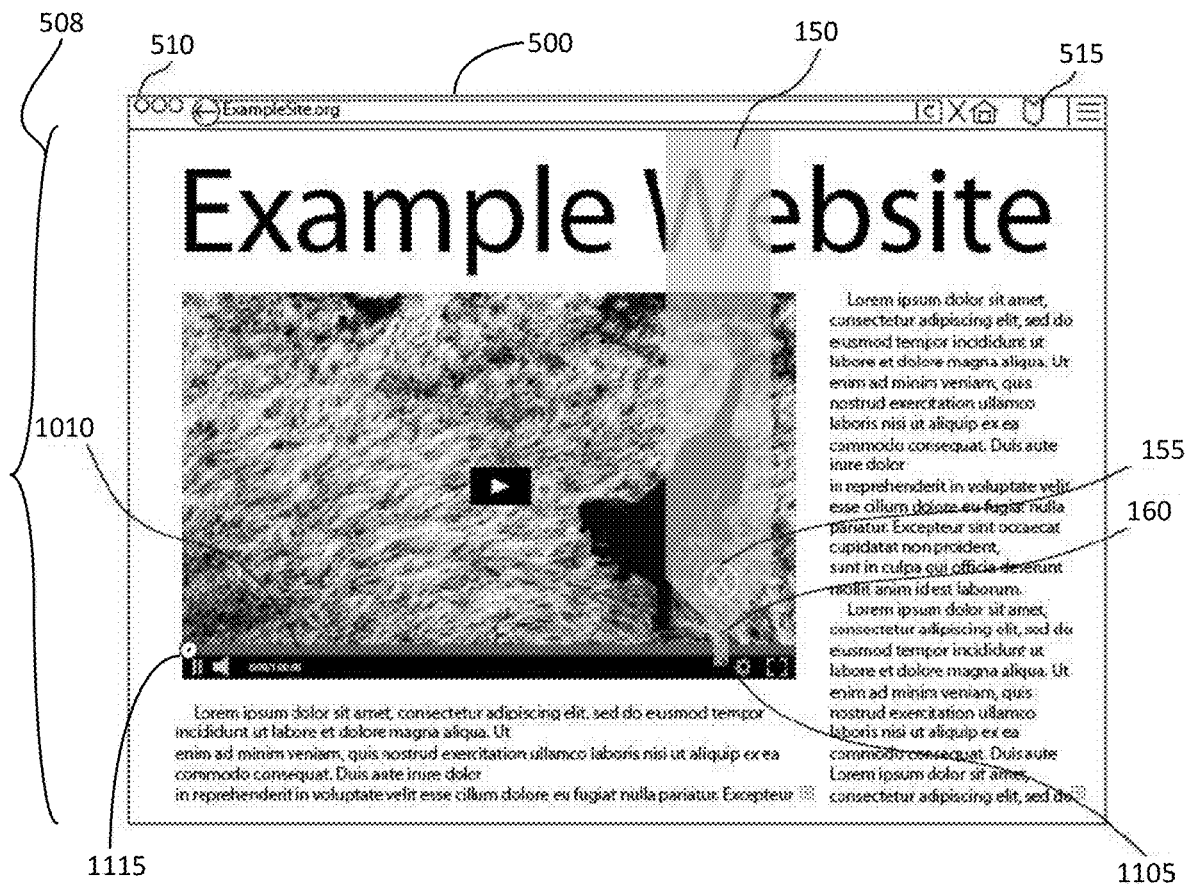 508
510
500
150
515
ExampleSite.org
Example Website
Lorem ipsum dolor sit amet,
consectetur adipiscing elit, sed do
eusmod tempor incididunt ut
labore et dolore magna aliqua. Ut
enim ad minim veniam, quis
nostrud exercitation ullamco
laboris nisi ut aliquip ex ea
commodo consequat. Duis aute
irure dolor
in reprehenderit in voluptate velit
esse cillum dolore eu fugiat nulla
pariatur. Excepteur sint occaecat
cupidatat non proident,
sunt in culpa qui officia deserunt
mollit anim id est laborum.
Lorem ipsum dolor sit amet,
consectetur adipiscing elit, sed do
eusmod tempor incididunt ut
labore et dolore magna aliqua. Ut
enim ad minim veniam, quis
nostrud exercitation ullamco
laboris nisi ut aliquip ex ea
commodo consequat. Duis aute
Lorem ipsum dolor sit amet,
consectetur adipiscing elit, sed do
1010
155
160
Lorem ipsum dolor sit amet, consectetur adipiscing elit, sed do eusmod tempor
incididunt ut labore et dolore magna aliqua. Ut
enim ad minim veniam, quis nostrud exercitation ullamco laboris nisi ut aliquip ex ea
commodo consequat. Duis aute irure dolor
in reprehenderit in voluptate velit esse cillum dolore eu fugiat nulla pariatur. Excepteur
1115
1105